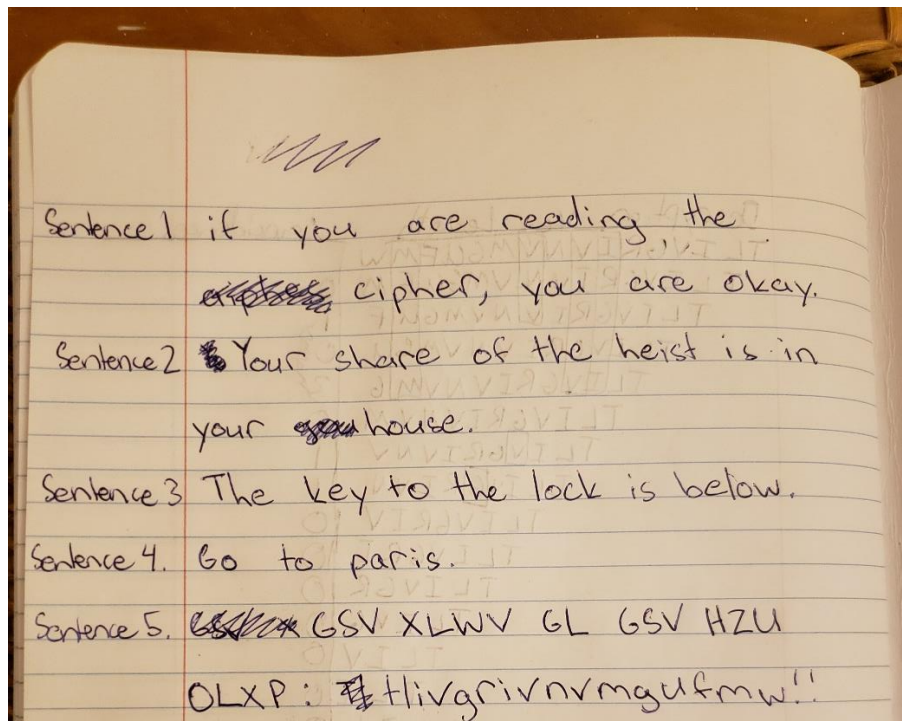 Sentence 1 if you are reading the
cipher, you are okay.
Sentence 2 Your share of the heist is in
your house.
Sentence 3 The key to the lock is below.
Sentence 4. Go to paris.
Sentence 5. GSV XLWV GL GSV HZU
OLXP: tlivgrivnvmgufmw!!